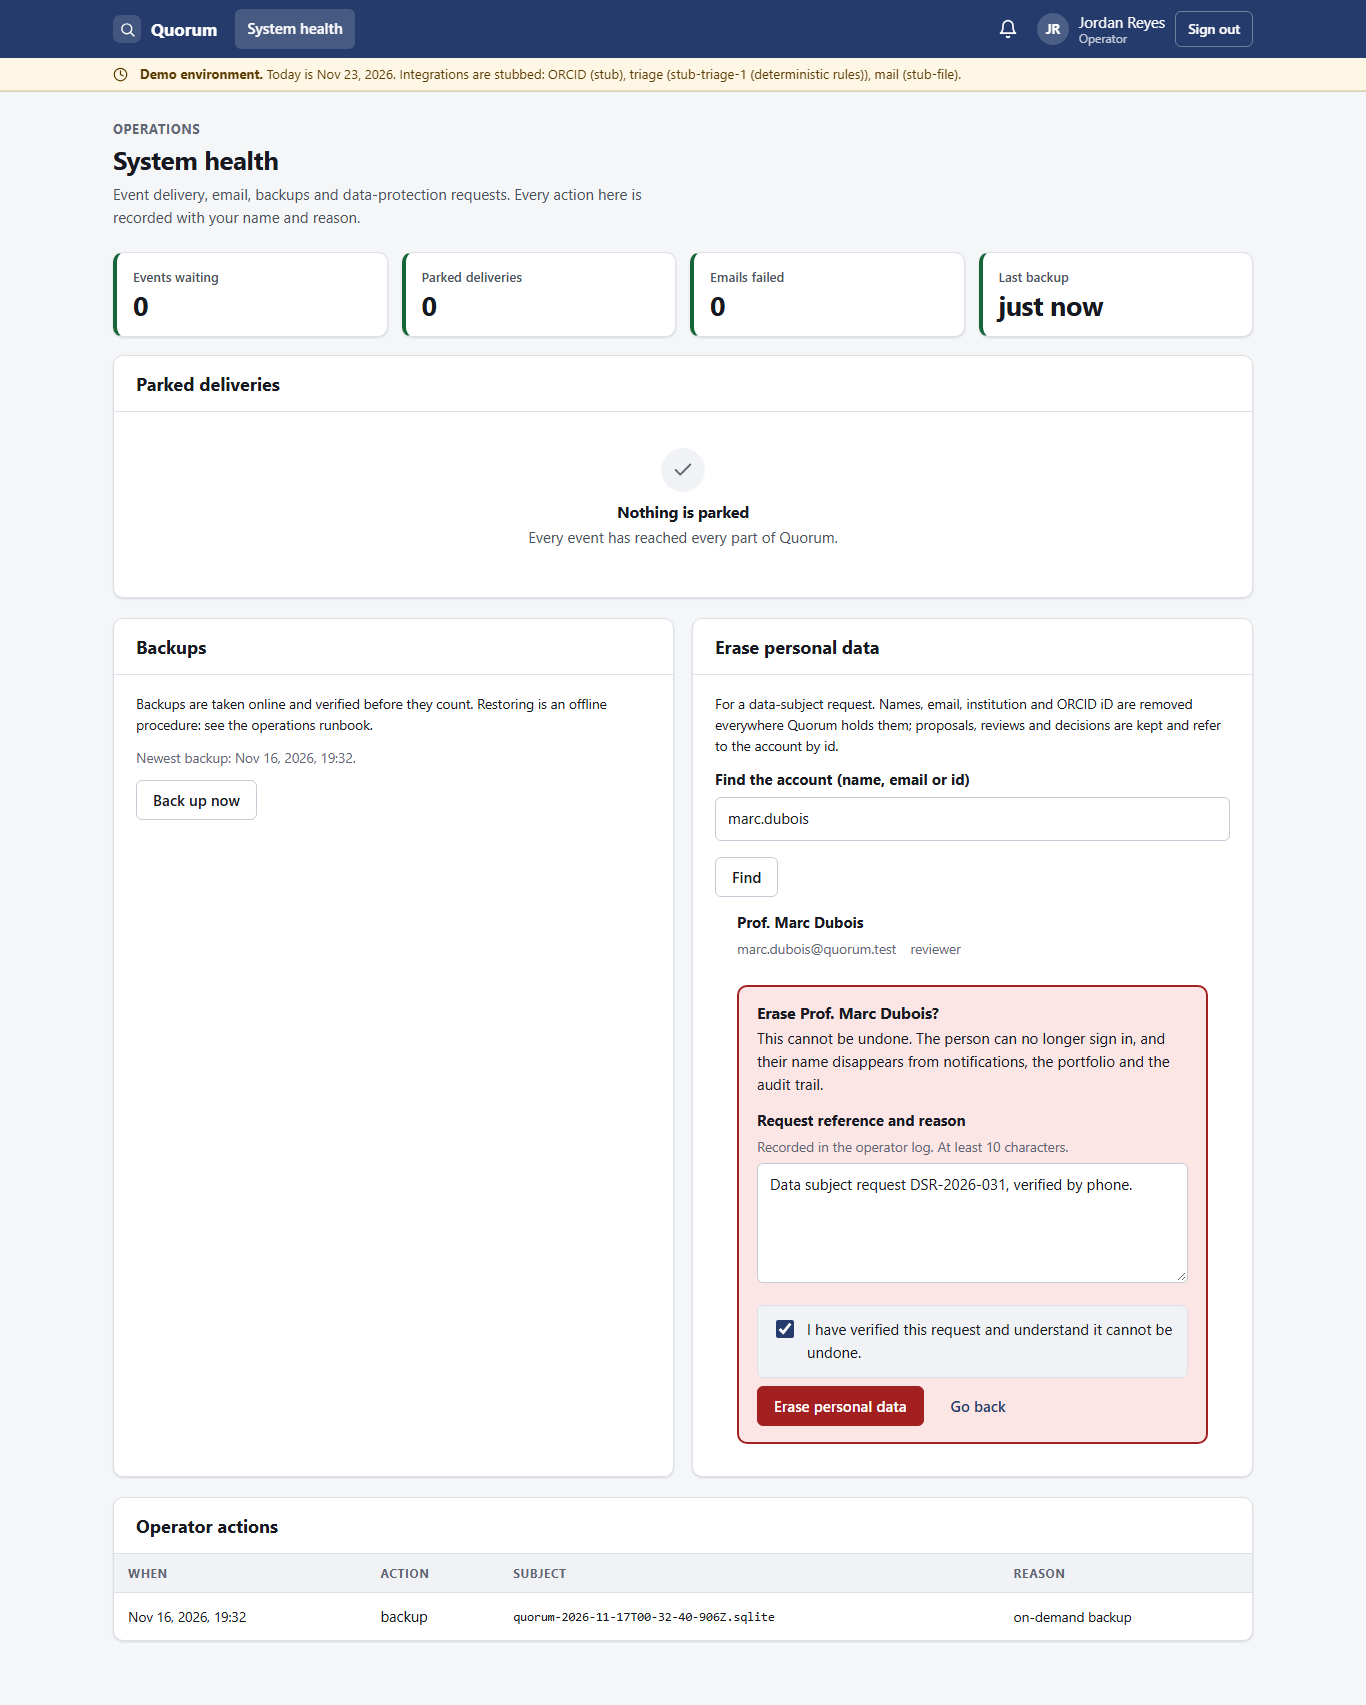 Quorum
System health
JR
Jordan Reyes
Operator
Sign out
Demo environment. Today is Nov 23, 2026. Integrations are stubbed: ORCID (stub), triage (stub-triage-1 (deterministic rules)), mail (stub-file).
OPERATIONS
System health
Event delivery, email, backups and data-protection requests. Every action here is
recorded with your name and reason.
Events waiting
0
Parked deliveries
0
Emails failed
0
Last backup
just now
Parked deliveries
Nothing is parked
Every event has reached every part of Quorum.
Backups
Backups are taken online and verified before they count. Restoring is an offline
procedure: see the operations runbook.
Newest backup: Nov 16, 2026, 19:32.
Back up now
Erase personal data
For a data-subject request. Names, email, institution and ORCID iD are removed
everywhere Quorum holds them; proposals, reviews and decisions are kept and refer
to the account by id.
Find the account (name, email or id)
marc.dubois
Find
Prof. Marc Dubois
marc.dubois@quorum.test reviewer
Erase Prof. Marc Dubois?
This cannot be undone. The person can no longer sign in, and
their name disappears from notifications, the portfolio and the
audit trail.
Request reference and reason
Recorded in the operator log. At least 10 characters.
Data subject request DSR-2026-031, verified by phone.
I have verified this request and understand it cannot be
undone.
Erase personal data
Go back
Operator actions
WHEN ACTION SUBJECT REASON
Nov 16, 2026, 19:32 backup quorum-2026-11-17T00-32-40-906Z.sqlite on-demand backup